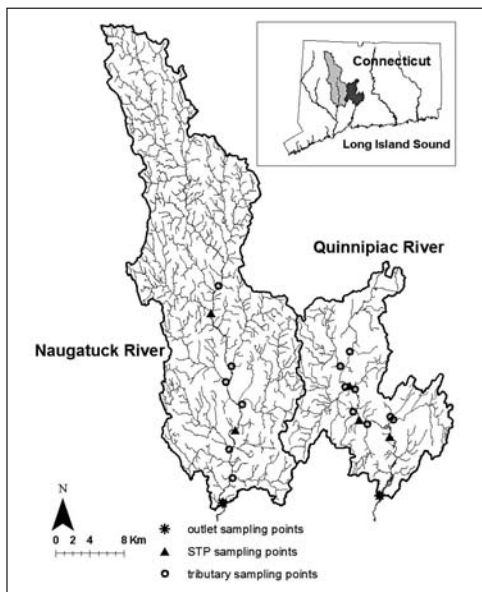 Connecticut
Long Island Sound
Quinnipiac River
Naugatuck River
N
0 2 4 8 Km
outlet sampling points
STP sampling points
tributary sampling points